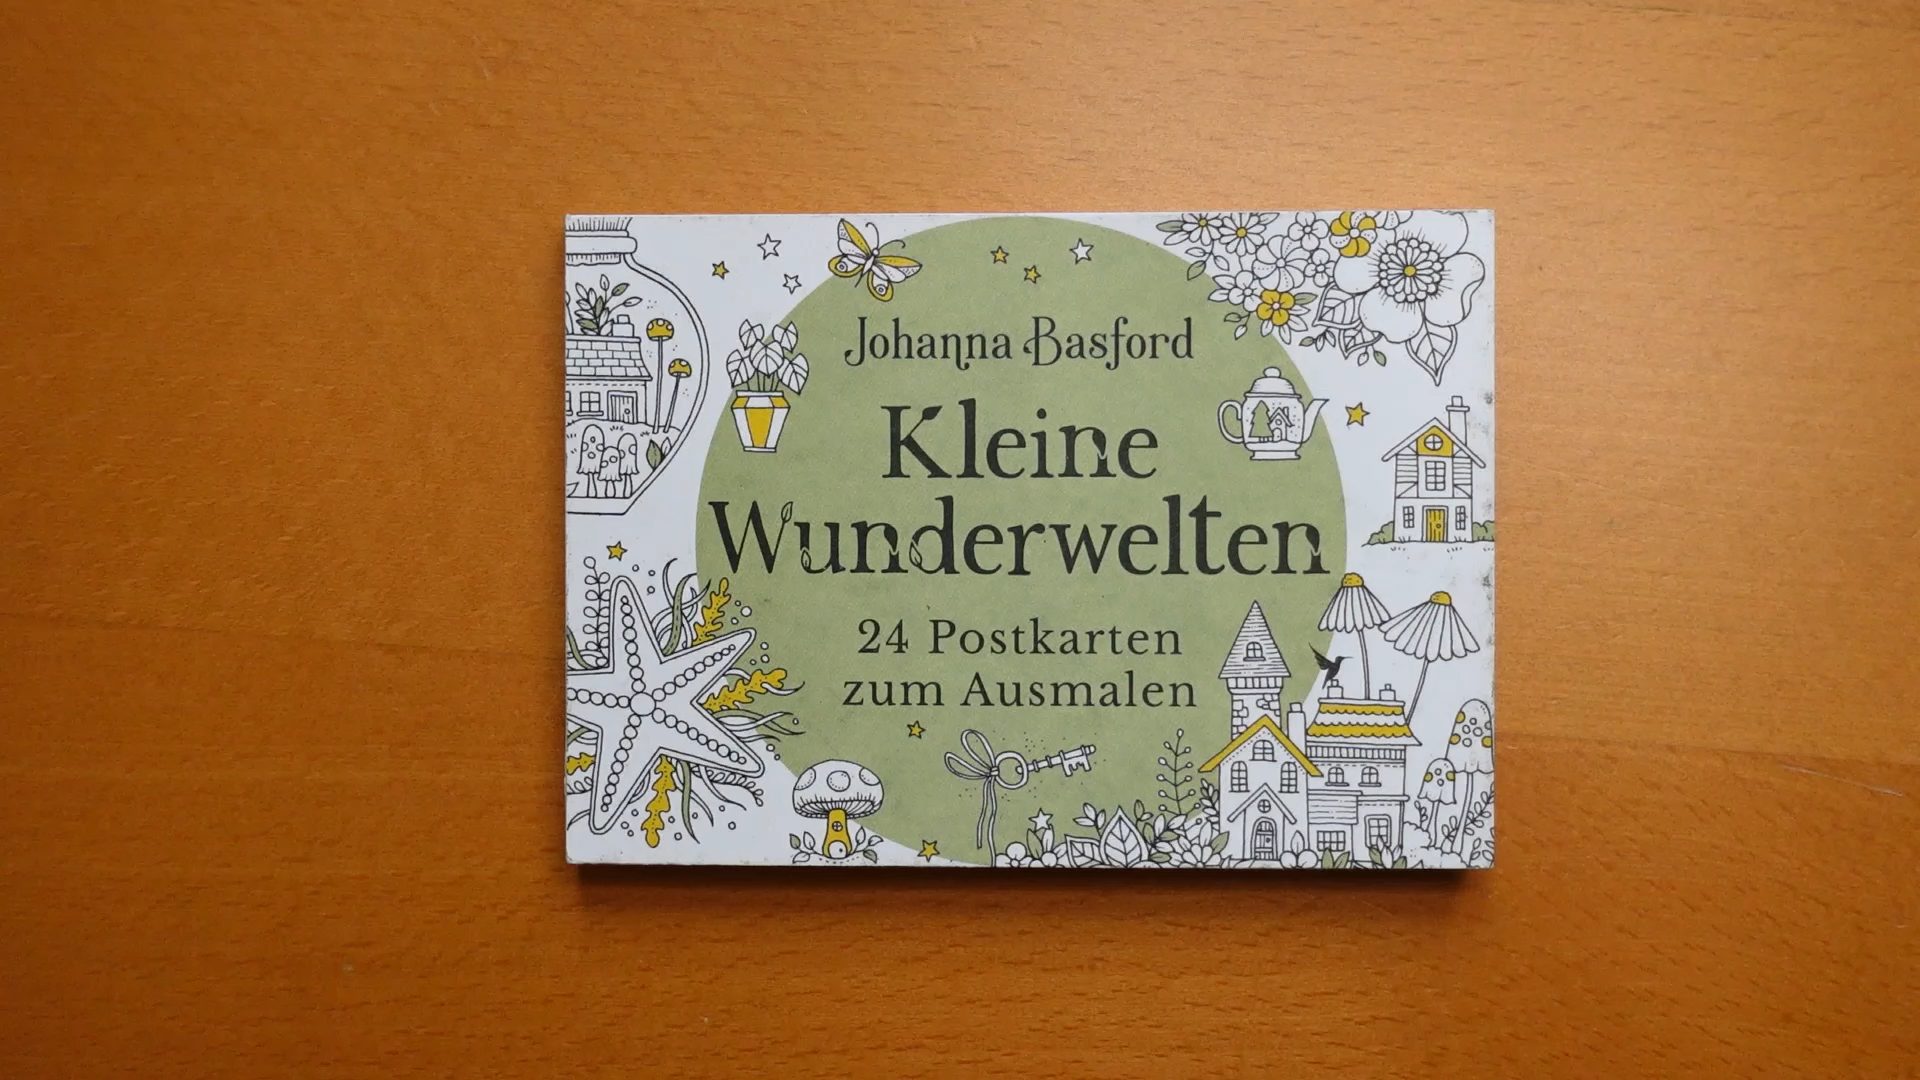 Johanna Basford
Kleine
Wunderwelten
24 Postkarten
zum Ausmalen